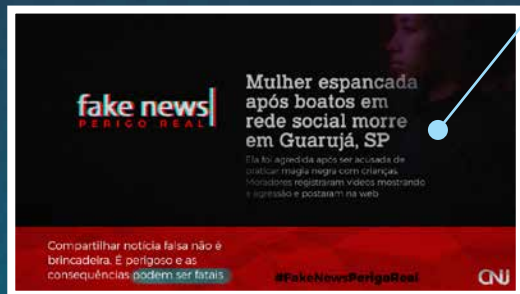 fake news
PERIGO REAL
Mulher espancada
após boatos em
rede social morre
em Guarujá, SP
Ela foi agredida após ser acusada de
praticar magia negra com crianças.
Moradores registraram vídeos mostrando
a agressão e postaram na web
Compartilhar notícia falsa não é
brincadeira. É perigoso e as
consequências podem ser fatais
#FakeNewsPerigoReal
CNJ